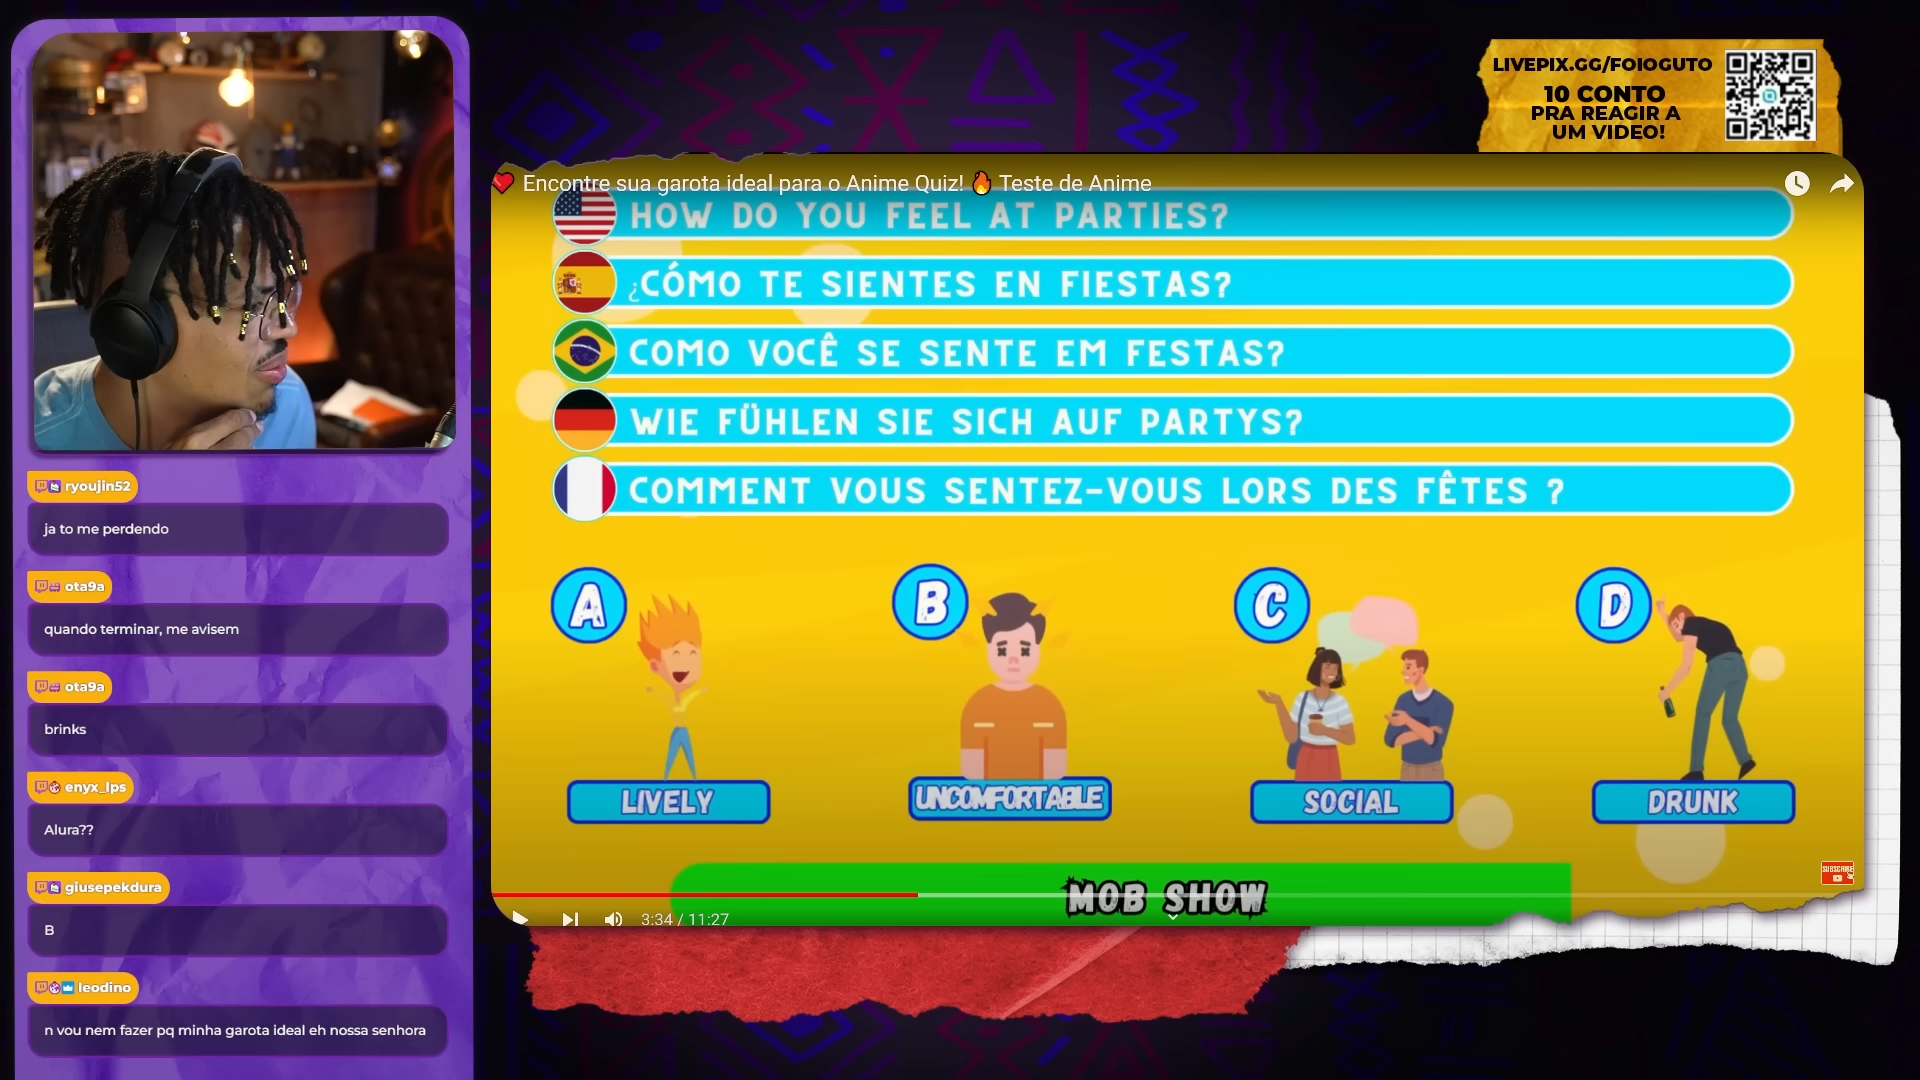 LIVEPIX.GG/FOIOGUTO
10 CONTO
PRA REAGIR A
UM VIDEO!
Encontre sua garota ideal para o Anime Quiz! 🔥 Teste de Anime
HOW DO YOU FEEL AT PARTIES?
¿CÓMO TE SIENTES EN FIESTAS?
COMO VOCÊ SE SENTE EM FESTAS?
WIE FÜHLEN SIE SICH AUF PARTYS?
COMMENT VOUS SENTEZ-VOUS LORS DES FÊTES ?
A
B
C
D
LIVELY
UNCOMFORTABLE
SOCIAL
DRUNK
SUBSCRIBE
MOB SHOW
3:34 / 11:27
ryoujin52
ja to me perdendo
ota9a
quando terminar, me avisem
ota9a
brinks
enyx_lps
Alura??
giusepekdura
B
leodino
n vou nem fazer pq minha garota ideal eh nossa senhora